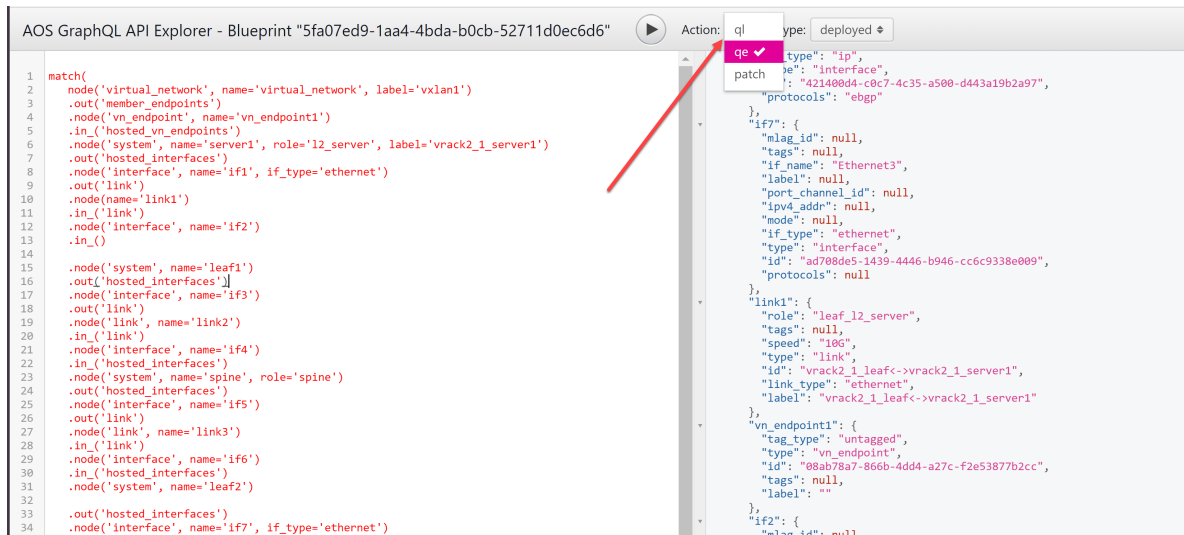 AOS GraphQL API Explorer - Blueprint "5fa07ed9-1aa4-4bda-b0cb-52711d0ec6d6"
Action:
ql
qe ✔
patch
ype:
deployed
1 match(
2 node('virtual_network', name='virtual_network', label='vxlan1')
3 .out('member_endpoints')
4 .node('vn_endpoint', name='vn_endpoint1')
5 .in_('hosted_vn_endpoints')
6 .node('system', name='server1', role='l2_server', label='vrack2_1_server1')
7 .out('hosted_interfaces')
8 .node('interface', name='if1', if_type='ethernet')
9 .out('link')
10 .node(name='link1')
11 .in_('link')
12 .node('interface', name='if2')
13 .in_()
14
15 .node('system', name='leaf1')
16 .out('hosted_interfaces')
17 .node('interface', name='if3')
18 .out('link')
19 .node('link', name='link2')
20 .in_('link')
21 .node('interface', name='if4')
22 .in_('hosted_interfaces')
23 .node('system', name='spine', role='spine')
24 .out('hosted_interfaces')
25 .node('interface', name='if5')
26 .out('link')
27 .node('link', name='link3')
28 .in_('link')
29 .node('interface', name='if6')
30 .in_('hosted_interfaces')
31 .node('system', name='leaf2')
32
33 .out('hosted_interfaces')
34 .node('interface', name='if7', if_type='ethernet')
_type": "ip",
": "interface",
": "421400d4-c0c7-4c35-a500-d443a19b2a97",
"protocols": "ebgp"
},
"if7": {
"mlag_id": null,
"tags": null,
"if_name": "Ethernet3",
"label": null,
"port_channel_id": null,
"ipv4_addr": null,
"mode": null,
"if_type": "ethernet",
"type": "interface",
"id": "ad708de5-1439-4446-b946-cc6c9338e009",
"protocols": null
},
"link1": {
"role": "leaf_l2_server",
"tags": null,
"speed": "10G",
"type": "link",
"id": "vrack2_1_leaf<->vrack2_1_server1",
"link_type": "ethernet",
"label": "vrack2_1_leaf<->vrack2_1_server1"
},
"vn_endpoint1": {
"tag_type": "untagged",
"type": "vn_endpoint",
"id": "08ab78a7-866b-4dd4-a27c-f2e53877b2cc",
"tags": null,
"label": ""
},
"if2": {
"mlag_id": null